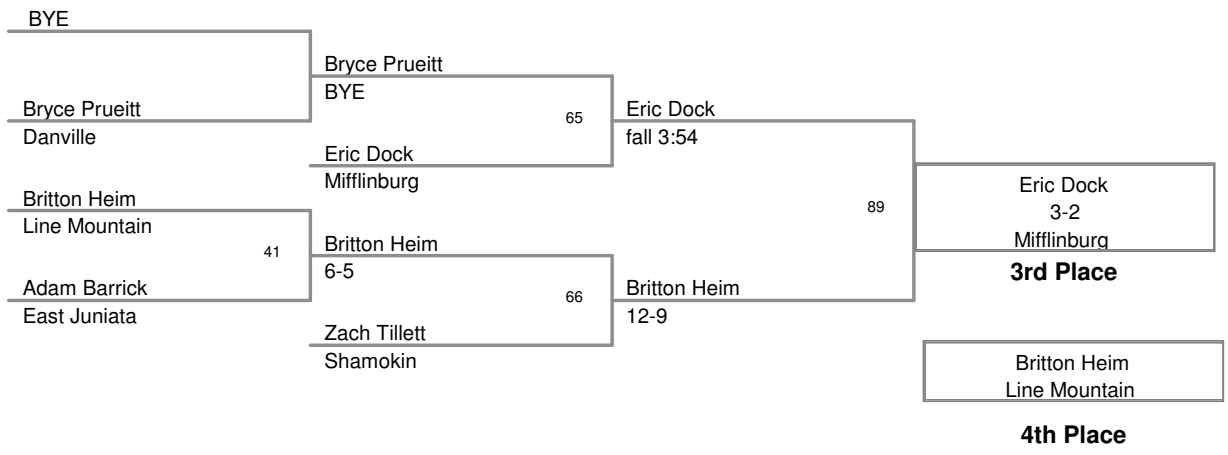 BYE
Bryce Prueitt
Danville
Britton Heim
Line Mountain
41
Adam Barrick
East Juniata
Bryce Prueitt
BYE
65
Eric Dock
Mifflinburg
Britton Heim
6-5
66
Zach Tillett
Shamokin
Eric Dock
fall 3:54
89
Britton Heim
12-9
Eric Dock
3-2
Mifflinburg
3rd Place
Britton Heim
Line Mountain
4th Place